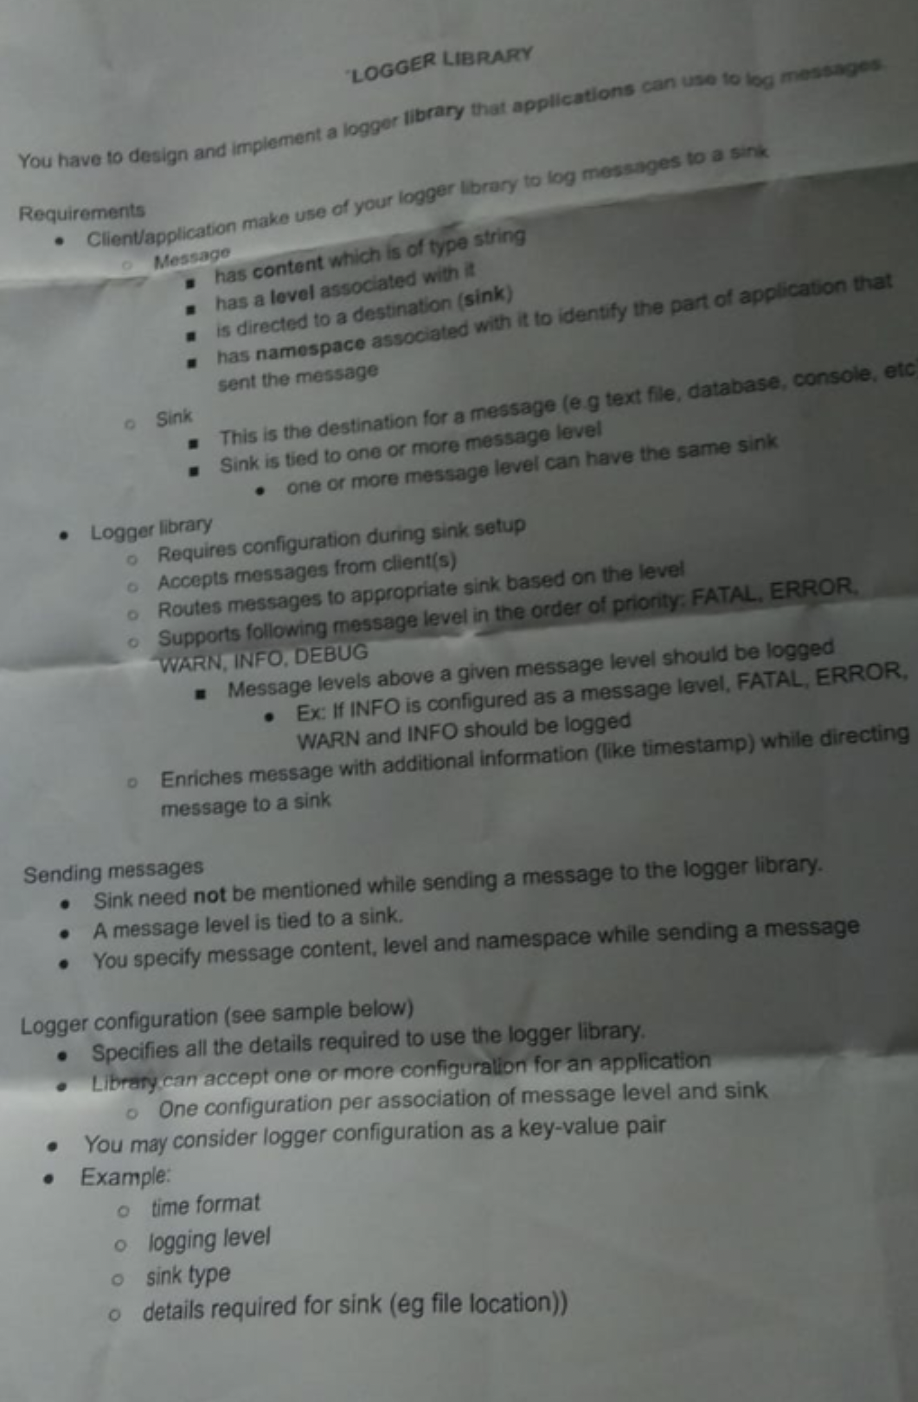 LOGGER LIBRARY
You have to design and implement a logger library that applications can use to log messages.
Requirements
• Client/application make use of your logger library to log messages to a sink
○ Message
■ has content which is of type string
■ has a level associated with it
■ is directed to a destination (sink)
■ has namespace associated with it to identify the part of application that
sent the message
○ Sink
■ This is the destination for a message (e.g text file, database, console, etc
■ Sink is tied to one or more message level
• one or more message level can have the same sink
• Logger library
○ Requires configuration during sink setup
○ Accepts messages from client(s)
○ Routes messages to appropriate sink based on the level
○ Supports following message level in the order of priority: FATAL, ERROR,
WARN, INFO, DEBUG
■ Message levels above a given message level should be logged
• Ex: If INFO is configured as a message level, FATAL, ERROR,
WARN and INFO should be logged
○ Enriches message with additional information (like timestamp) while directing
message to a sink
Sending messages
• Sink need not be mentioned while sending a message to the logger library.
• A message level is tied to a sink.
• You specify message content, level and namespace while sending a message
Logger configuration (see sample below)
• Specifies all the details required to use the logger library.
• Library can accept one or more configuration for an application
○ One configuration per association of message level and sink
• You may consider logger configuration as a key-value pair
• Example:
○ time format
○ logging level
○ sink type
○ details required for sink (eg file location))